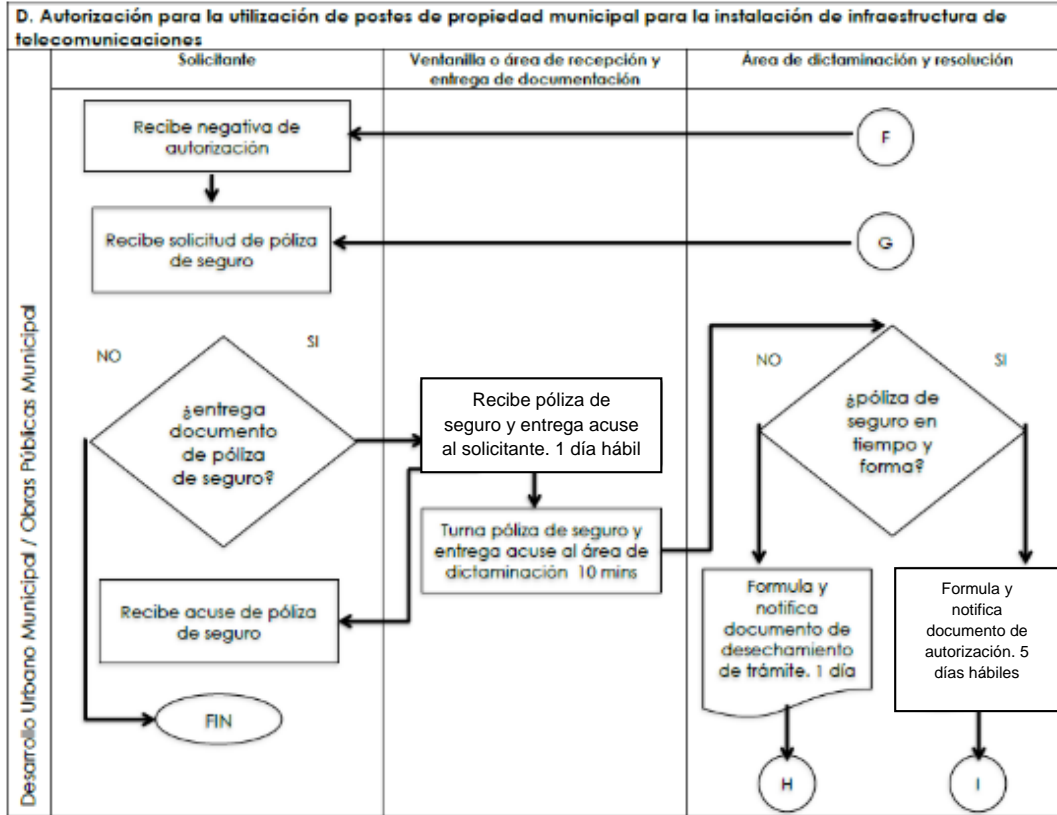 D. Autorización para la utilización de postes de propiedad municipal para la instalación de infraestructura de
telecomunicaciones
Solicitante
Ventanilla o área de recepción y
entrega de documentación
Área de dictaminación y resolución
Desarrollo Urbano Municipal / Obras Públicas Municipal
Recibe negativa de
autorización
F
Recibe solicitud de póliza
de seguro
G
NO
SI
¿entrega
documento
de póliza
de seguro?
Recibe póliza de
seguro y entrega acuse
al solicitante. 1 día hábil
Turna póliza de seguro y
entrega acuse al área de
dictaminación 10 mins
NO
SI
¿póliza de
seguro en
tiempo y
forma?
Recibe acuse de póliza
de seguro
FIN
Formula y
notifica
documento de
desechamiento
de trámite. 1 día
Formula y
notifica
documento de
autorización. 5
días hábiles
H
I